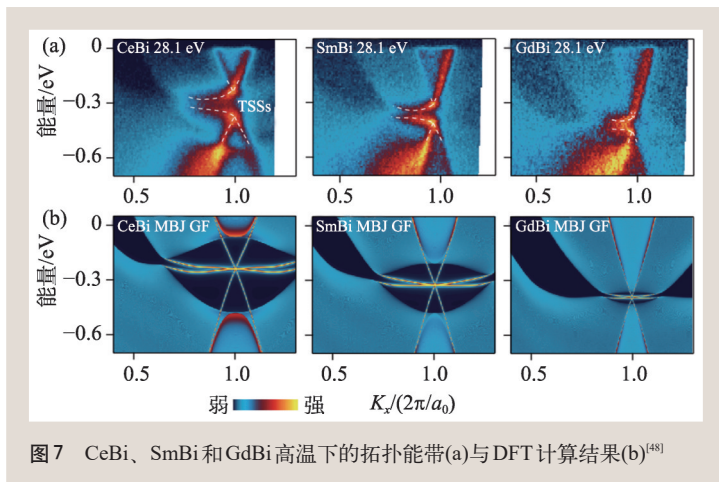 (a)
CeBi 28.1 eV
SmBi 28.1 eV
GdBi 28.1 eV
能量/eV
0
−0.3
−0.6
TSSs
0.5 1.0 0.5 1.0 0.5 1.0
(b)
CeBi MBJ GF
SmBi MBJ GF
GdBi MBJ GF
能量/eV
0
−0.3
−0.6
0.5 1.0 0.5 1.0 0.5 1.0
弱 强 Kx/(2π/a0)
图7 CeBi、SmBi和GdBi高温下的拓扑能带(a)与DFT计算结果(b)[48]